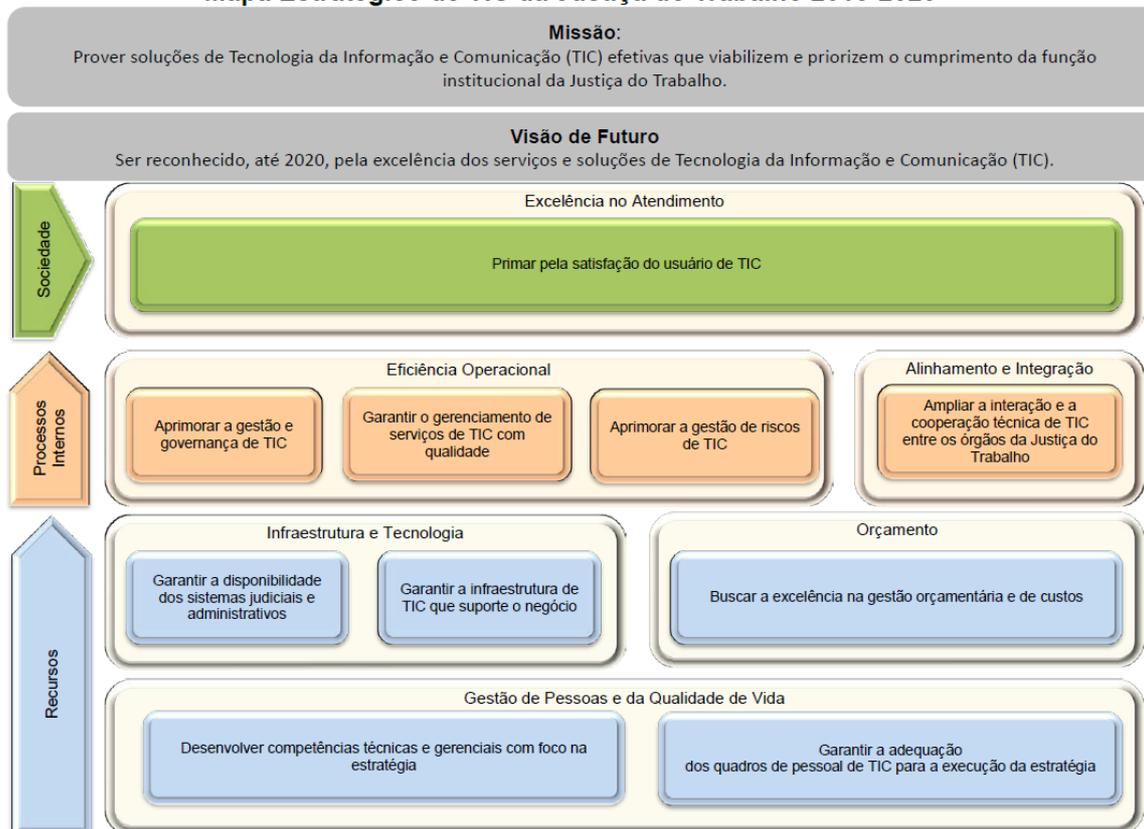 Missão:
Prover soluções de Tecnologia da Informação e Comunicação (TIC) efetivas que viabilizem e priorizem o cumprimento da função
institucional da Justiça do Trabalho.
Visão de Futuro
Ser reconhecido, até 2020, pela excelência dos serviços e soluções de Tecnologia da Informação e Comunicação (TIC).
Sociedade
Excelência no Atendimento
Primar pela satisfação do usuário de TIC
Processos
Internos
Eficiência Operacional
Aprimorar a gestão e
governança de TIC
Garantir o gerenciamento de
serviços de TIC com
qualidade
Aprimorar a gestão de riscos
de TIC
Alinhamento e Integração
Ampliar a interação e a
cooperação técnica de TIC
entre os órgãos da Justiça do
Trabalho
Recursos
Infraestrutura e Tecnologia
Garantir a disponibilidade
dos sistemas judiciais e
administrativos
Garantir a infraestrutura de
TIC que suporte o negócio
Orçamento
Buscar a excelência na gestão orçamentária e de custos
Gestão de Pessoas e da Qualidade de Vida
Desenvolver competências técnicas e gerenciais com foco na
estratégia
Garantir a adequação
dos quadros de pessoal de TIC para a execução da estratégia